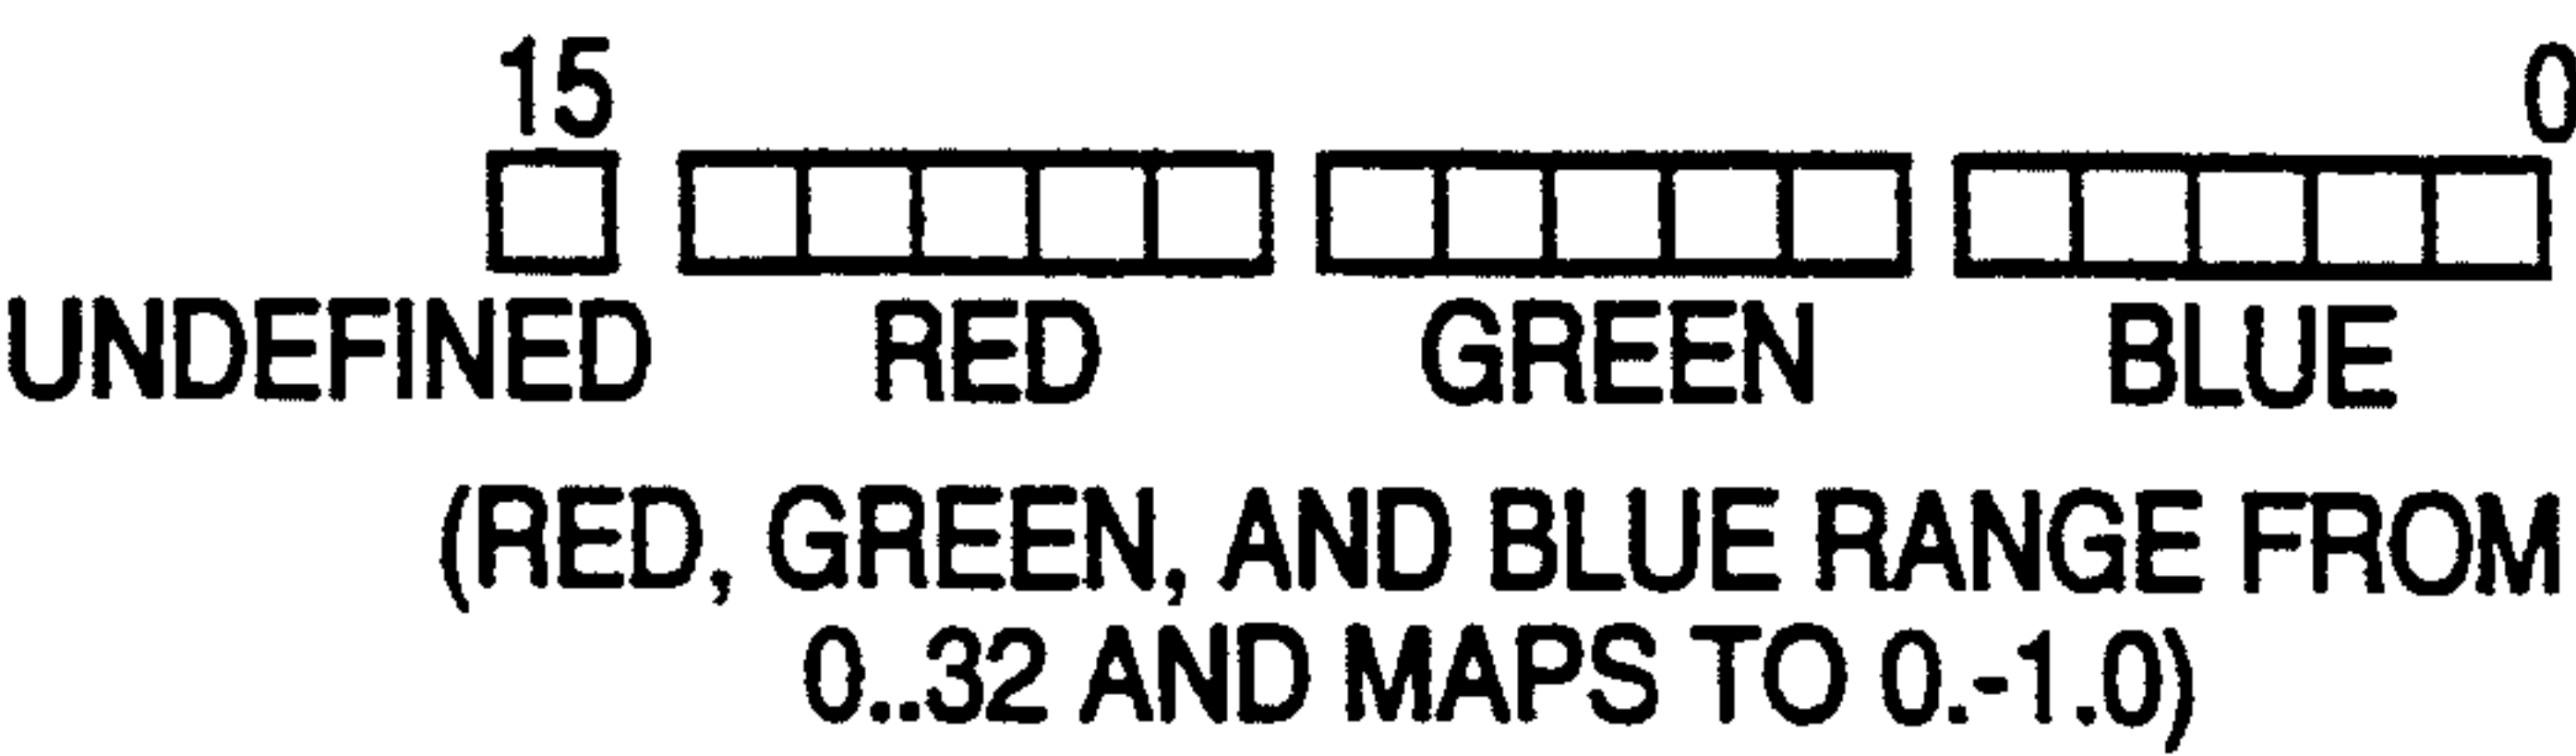 15 0
UNDEFINED RED GREEN BLUE
(RED, GREEN, AND BLUE RANGE FROM
0..32 AND MAPS TO 0.-1.0)